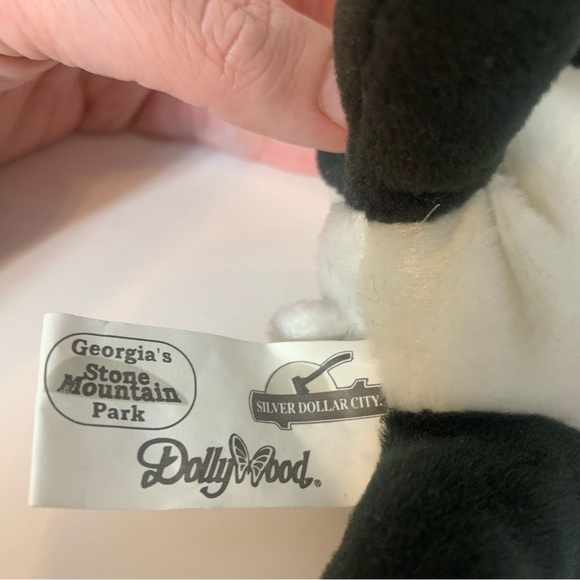 Georgia's
Stone
Mountain
Park
SILVER DOLLAR CITY.
DollyWood®